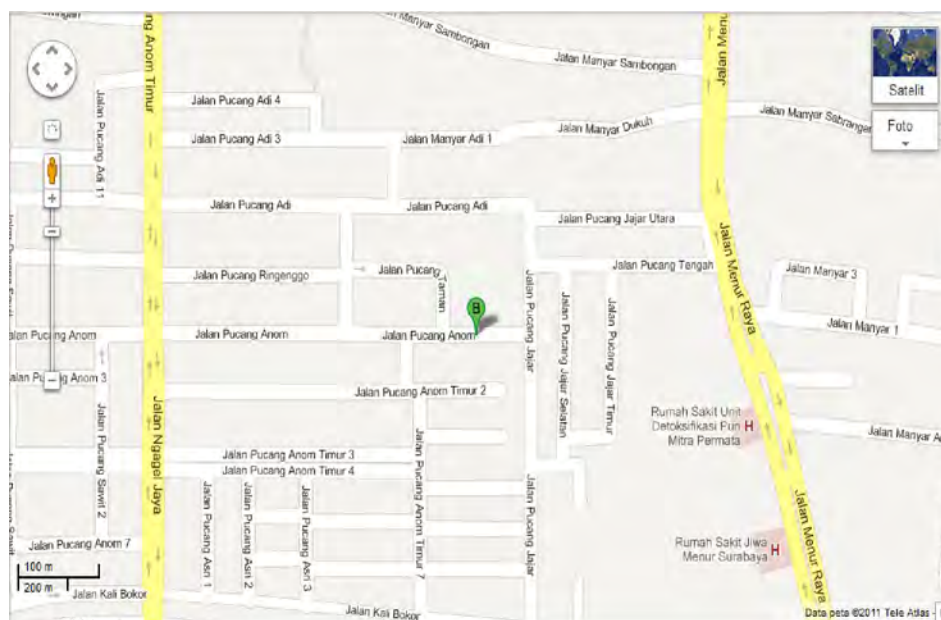 Jalan Manyar Sambongan
Jalan Manyar Sambongan
Jalan Menu
ng Anom Timur
Satelit
Foto
Jalan Pucang Adi 4
Jalan Pucang Adi 11
Jalan Pucang Adi 3
Jalan Manyar Adi 1
Jalan Manyar Dukuh
Jalan Manyar Sabrangan
Jalan Pucang Adi
Jalan Pucang Adi
Jalan Pucang Jajar Utara
Jalan Pucang Ringenggo
Jalan Pucang
Taman
Jalan Pucang Tengah
Jalan Menur Raya
Jalan Manyar 3
Jalan Manyar 1
B
Jalan Pucang Anom
Jalan Pucang Anom
Jalan Pucang Anom
Jalan Pucang Jajar
Jalan Pucang Jajar Selatan
Jalan Pucang Jajar Timur
Jalan Pucang Anom Timur 2
Jalan Ngagel Jaya
Jalan Pucang Sawit 2
Rumah Sakit Unit
Detoksifikasi Fun
Mitra Permata
H
Jalan Manyar A
Jalan Pucang Anom Timur 3
Jalan Pucang Anom Timur 4
Jalan Pucang Anom Timur 7
Jalan Pucang Asri 1
Jalan Pucang Asri 2
Jalan Pucang Asri 3
Jalan Pucang Jajar
Jalan Menur Raya
Rumah Sakit Jiwa
Menur Surabaya
H
Jalan Pucang Anom 7
100 m
200 m
Jalan Kali Bokor
Jalan Kali Bokor
Data peta ©2011 Tele Atlas -